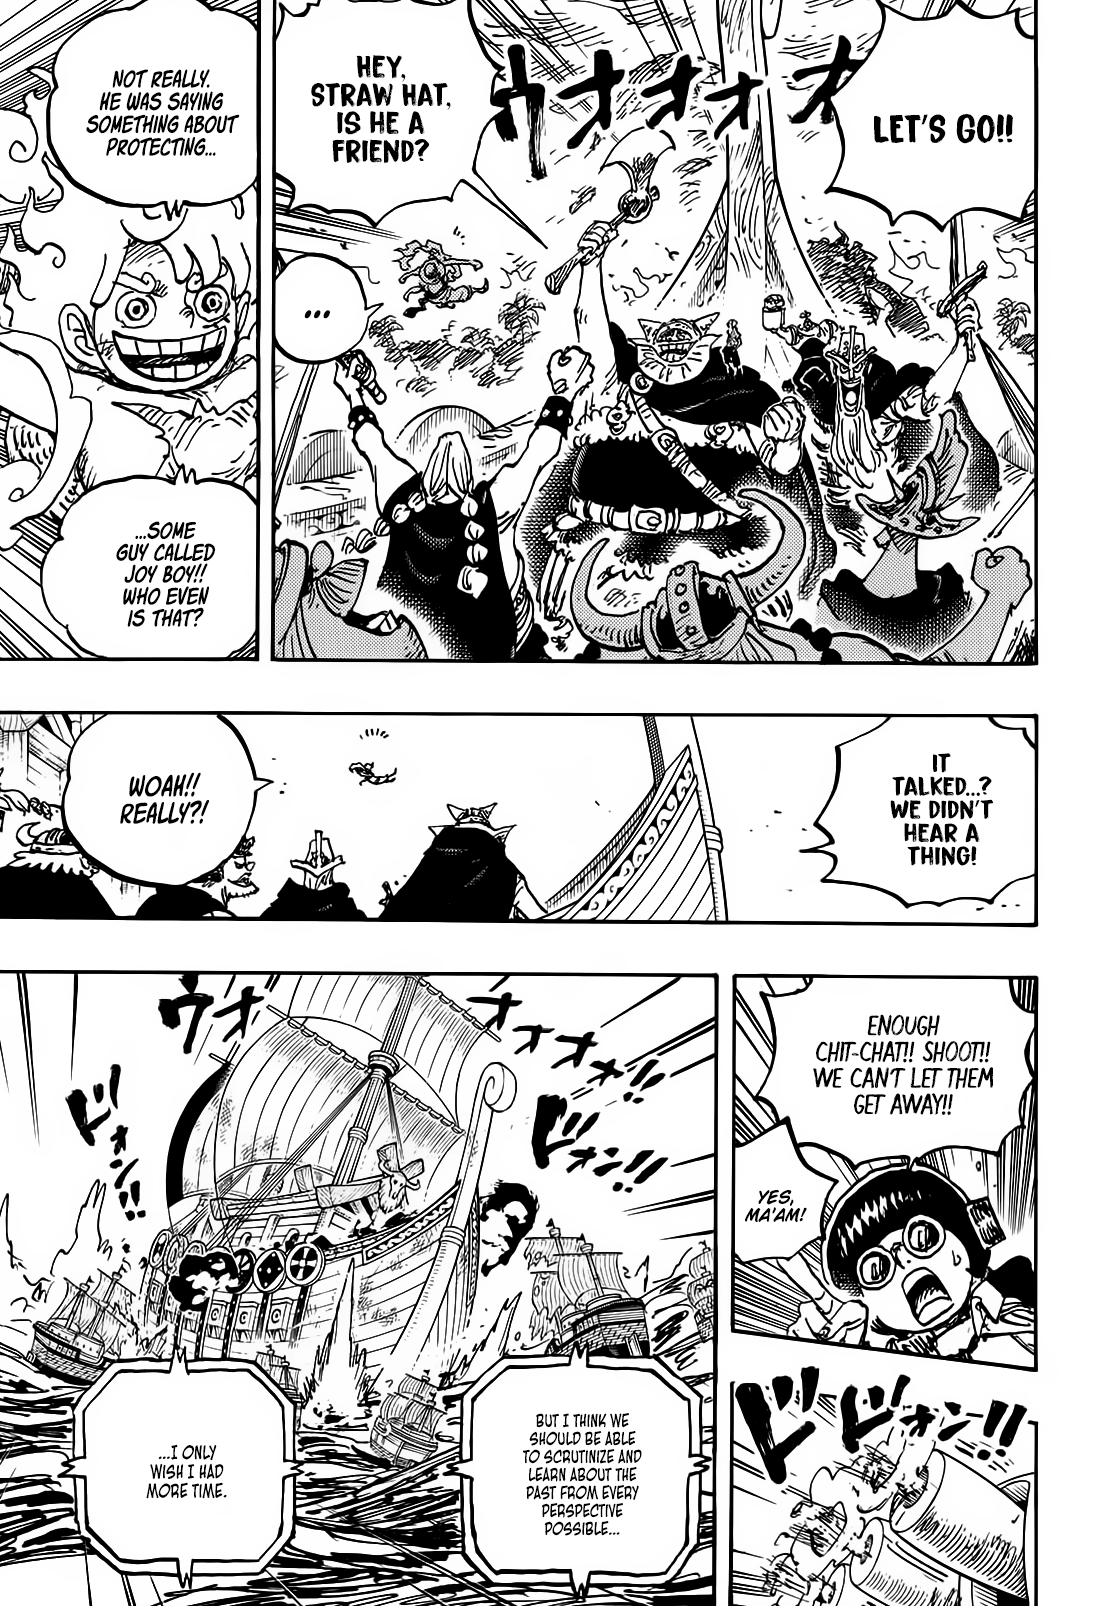 LET'S GO!!
ウオオオォオ
HEY,
STRAW HAT,
IS HE A
FRIEND?
...
NOT REALLY.
HE WAS SAYING
SOMETHING ABOUT
PROTECTING...
...SOME
GUY CALLED
JOY BOY!!
WHO EVEN
IS THAT?
IT
TALKED...?
WE DIDN'T
HEAR A
THING!
WOAH!!
REALLY?!
ENOUGH
CHIT-CHAT!! SHOOT!!
WE CAN'T LET THEM
GET AWAY!!
YES,
MA'AM!
ドドォン!!
ウオオオオォ
ドォン!!
ドォン!!
BUT I THINK WE
SHOULD BE ABLE
TO SCRUTINIZE AND
LEARN ABOUT THE
PAST FROM EVERY
PERSPECTIVE
POSSIBLE...
...I ONLY
WISH I HAD
MORE TIME.